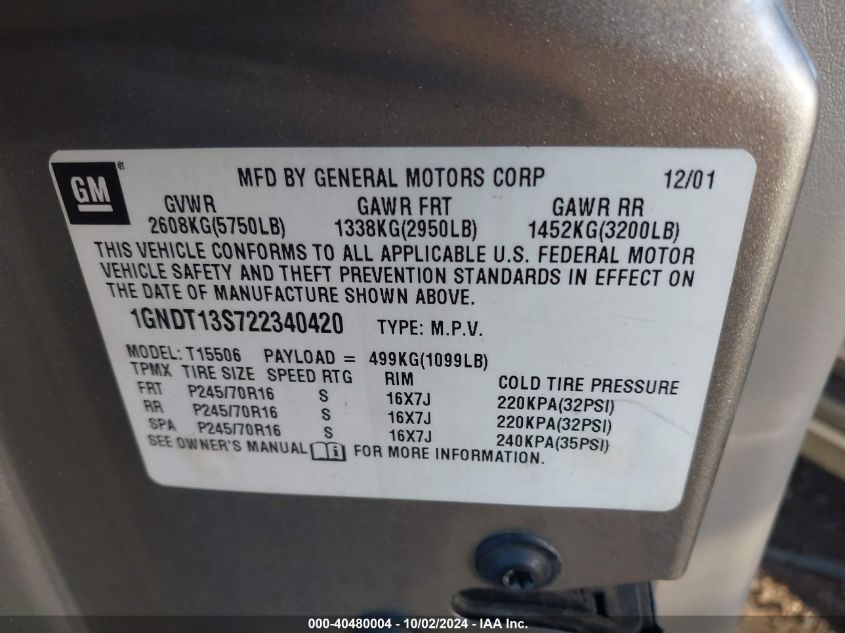 GM
MFD BY GENERAL MOTORS CORP 12/01
GVWR GAWR FRT GAWR RR
2608KG(5750LB) 1338KG(2950LB) 1452KG(3200LB)
THIS VEHICLE CONFORMS TO ALL APPLICABLE U.S. FEDERAL MOTOR
VEHICLE SAFETY AND THEFT PREVENTION STANDARDS IN EFFECT ON
THE DATE OF MANUFACTURE SHOWN ABOVE.
1GNDT13S722340420 TYPE: M.P.V.
MODEL: T15506 PAYLOAD = 499KG(1099LB)
TPMX TIRE SIZE SPEED RTG RIM COLD TIRE PRESSURE
FRT P245/70R16 S 16X7J 220KPA(32PSI)
RR P245/70R16 S 16X7J 220KPA(32PSI)
SPA P245/70R16 S 16X7J 240KPA(35PSI)
SEE OWNER'S MANUAL FOR MORE INFORMATION.
000-40480004 - 10/02/2024 - IAA Inc.